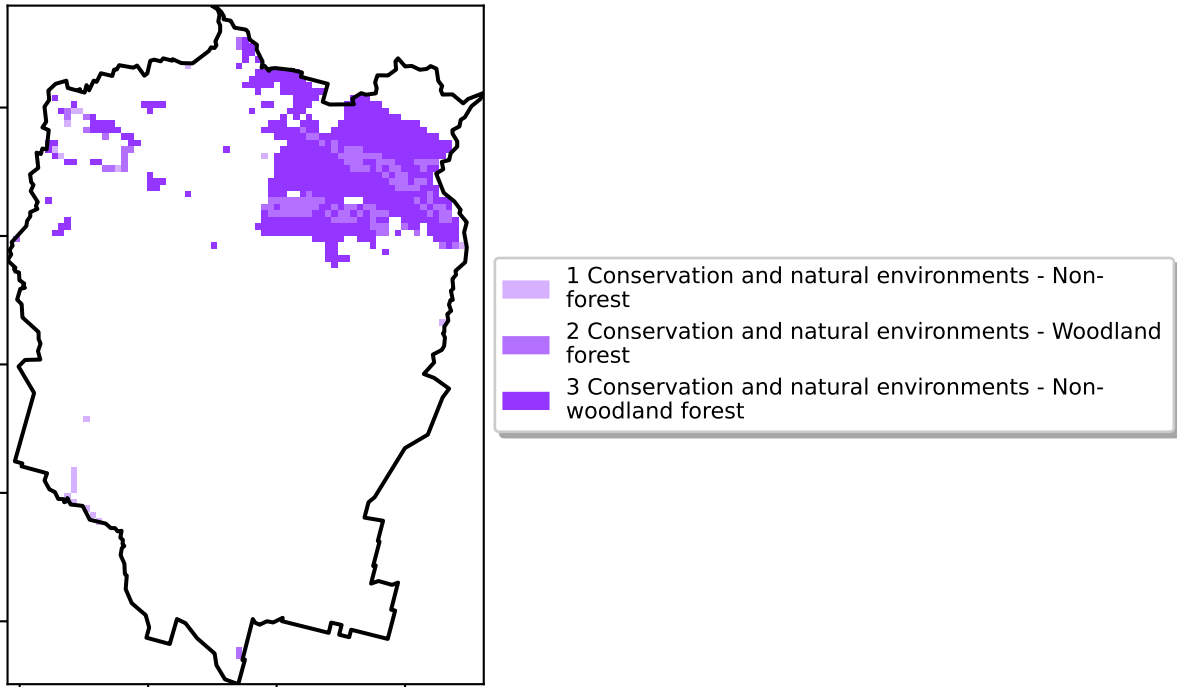 1 Conservation and natural environments - Non-
forest
2 Conservation and natural environments - Woodland
forest
3 Conservation and natural environments - Non-
woodland forest